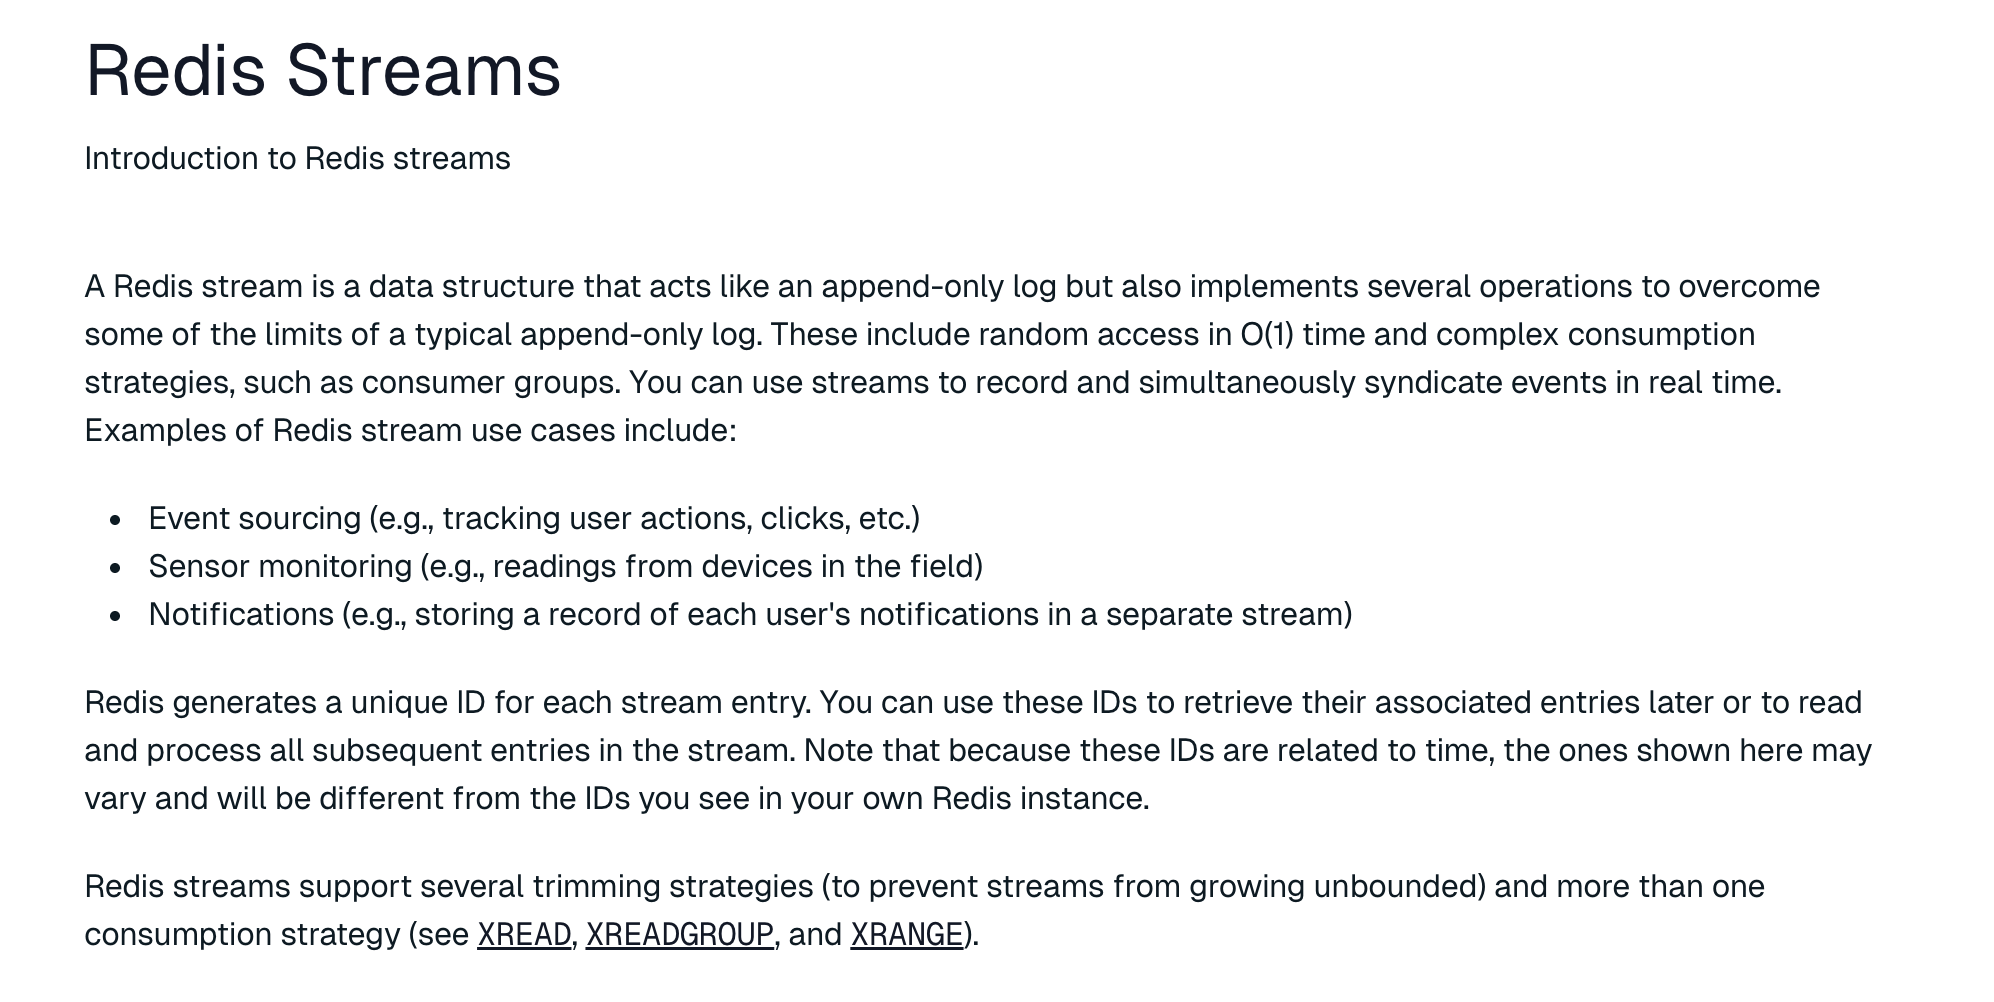 Redis Streams
Introduction to Redis streams
A Redis stream is a data structure that acts like an append-only log but also implements several operations to overcome
some of the limits of a typical append-only log. These include random access in O(1) time and complex consumption
strategies, such as consumer groups. You can use streams to record and simultaneously syndicate events in real time.
Examples of Redis stream use cases include:
• Event sourcing (e.g., tracking user actions, clicks, etc.)
• Sensor monitoring (e.g., readings from devices in the field)
• Notifications (e.g., storing a record of each user's notifications in a separate stream)
Redis generates a unique ID for each stream entry. You can use these IDs to retrieve their associated entries later or to read
and process all subsequent entries in the stream. Note that because these IDs are related to time, the ones shown here may
vary and will be different from the IDs you see in your own Redis instance.
Redis streams support several trimming strategies (to prevent streams from growing unbounded) and more than one
consumption strategy (see XREAD, XREADGROUP, and XRANGE).